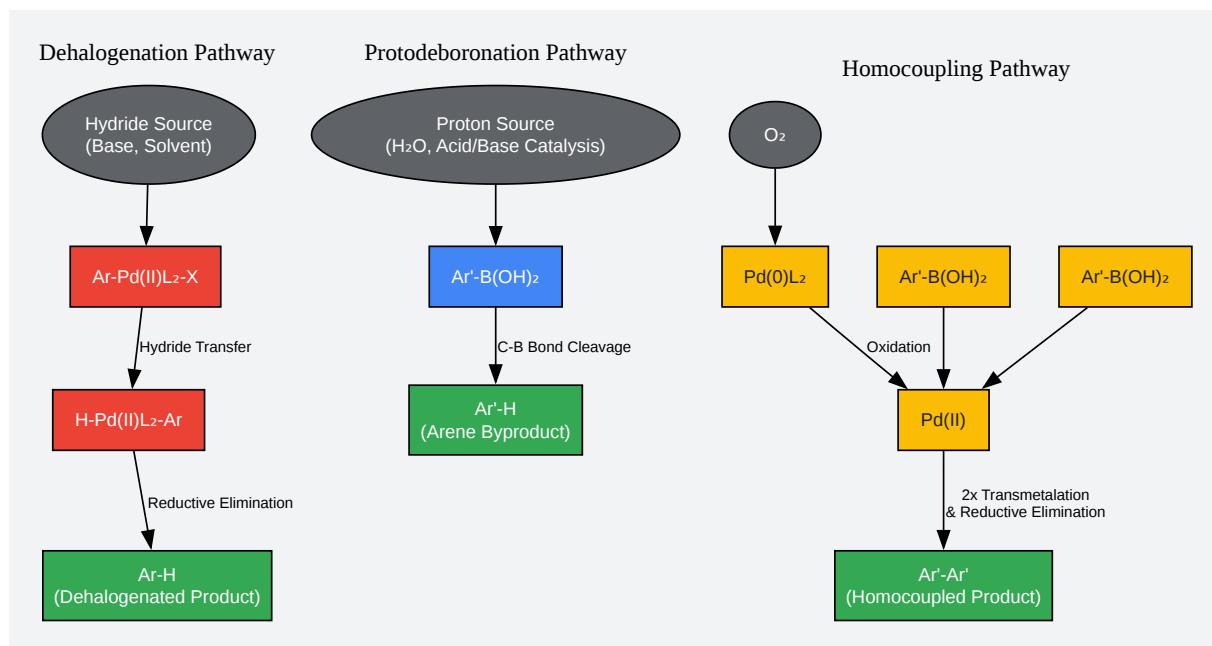 Dehalogenation Pathway
Hydride Source
(Base, Solvent)
Ar-Pd(II)L₂-X
Hydride Transfer
H-Pd(II)L₂-Ar
Reductive Elimination
Ar-H
(Dehalogenated Product)
Protodeboronation Pathway
Proton Source
(H₂O, Acid/Base Catalysis)
Ar'-B(OH)₂
C-B Bond Cleavage
Ar'-H
(Arene Byproduct)
Homocoupling Pathway
O₂
Pd(0)L₂
Ar'-B(OH)₂
Ar'-B(OH)₂
Oxidation
Pd(II)
2x Transmetalation
& Reductive Elimination
Ar'-Ar'
(Homocoupled Product)